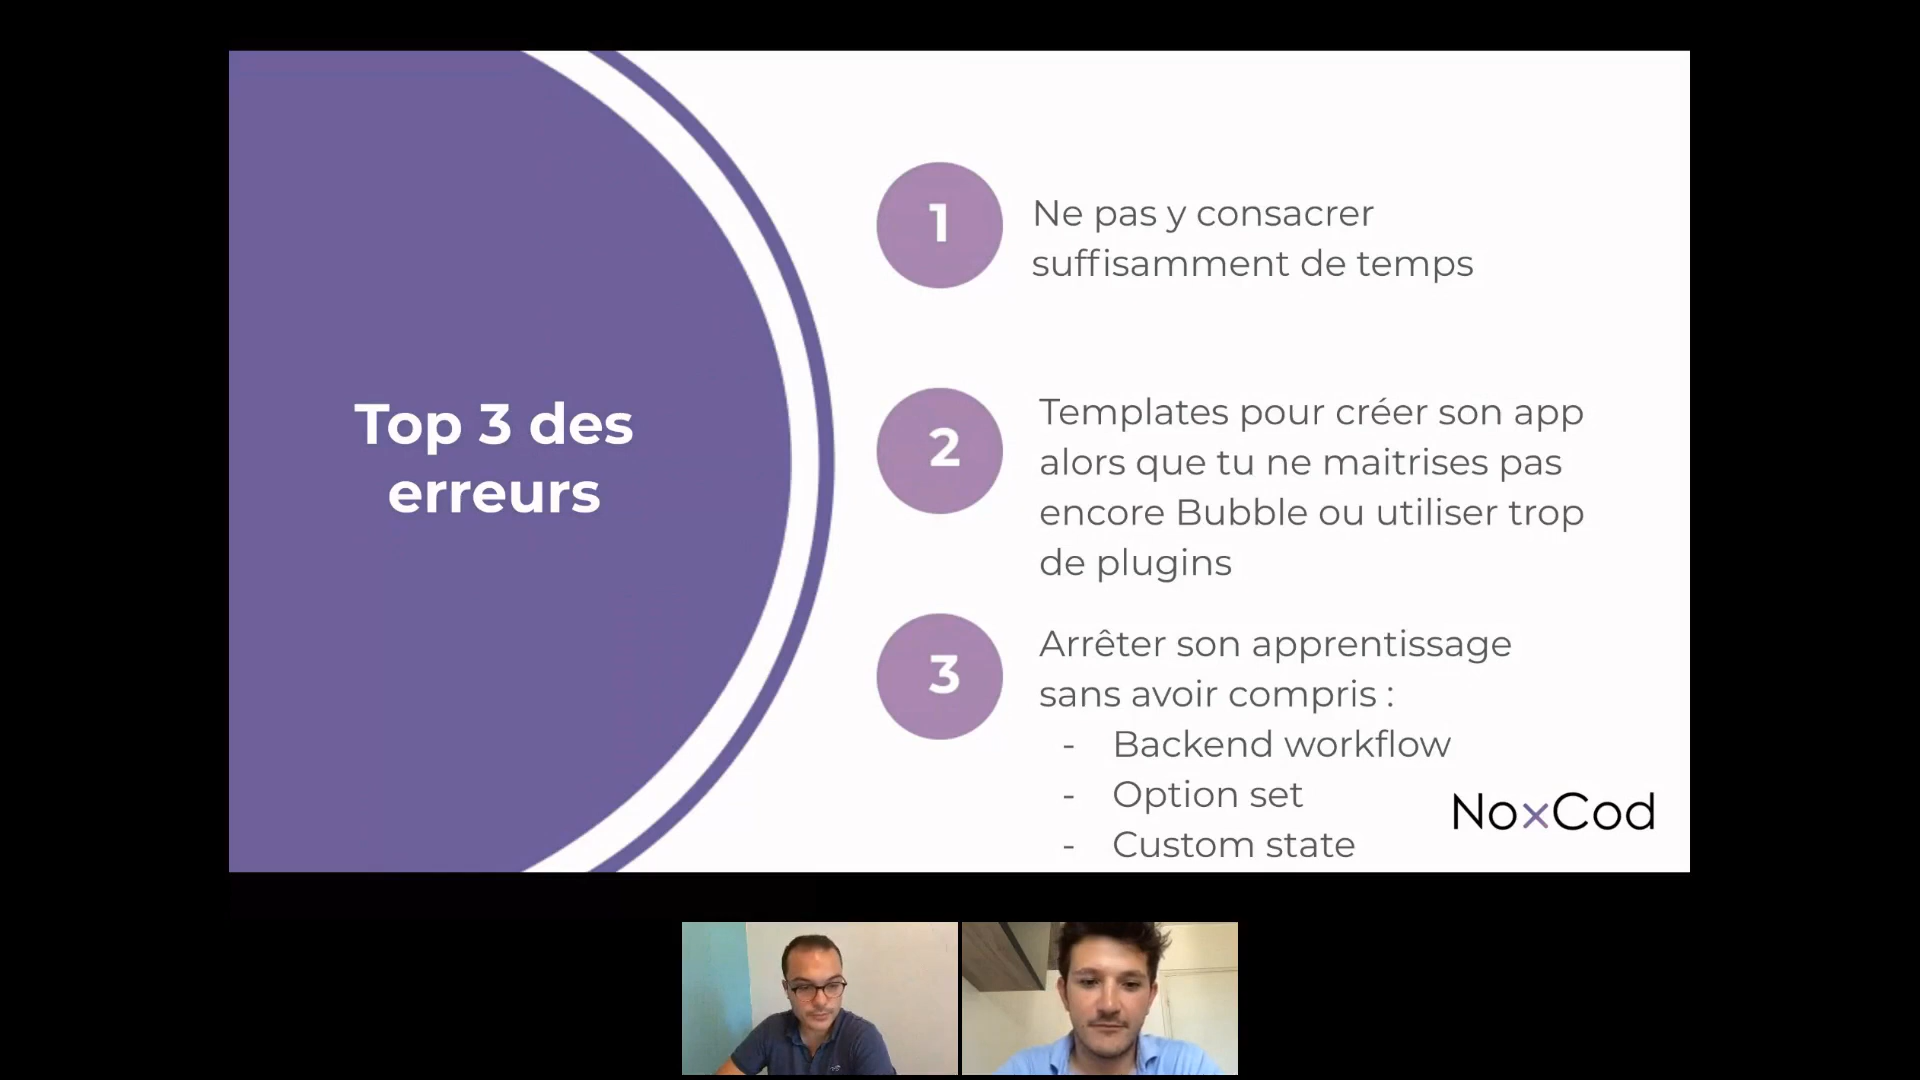 Top 3 des
erreurs
1
Ne pas y consacrer
suffisamment de temps
2
Templates pour créer son app
alors que tu ne maitrises pas
encore Bubble ou utiliser trop
de plugins
3
Arrêter son apprentissage
sans avoir compris :
- Backend workflow
- Option set
- Custom state
NoxCod